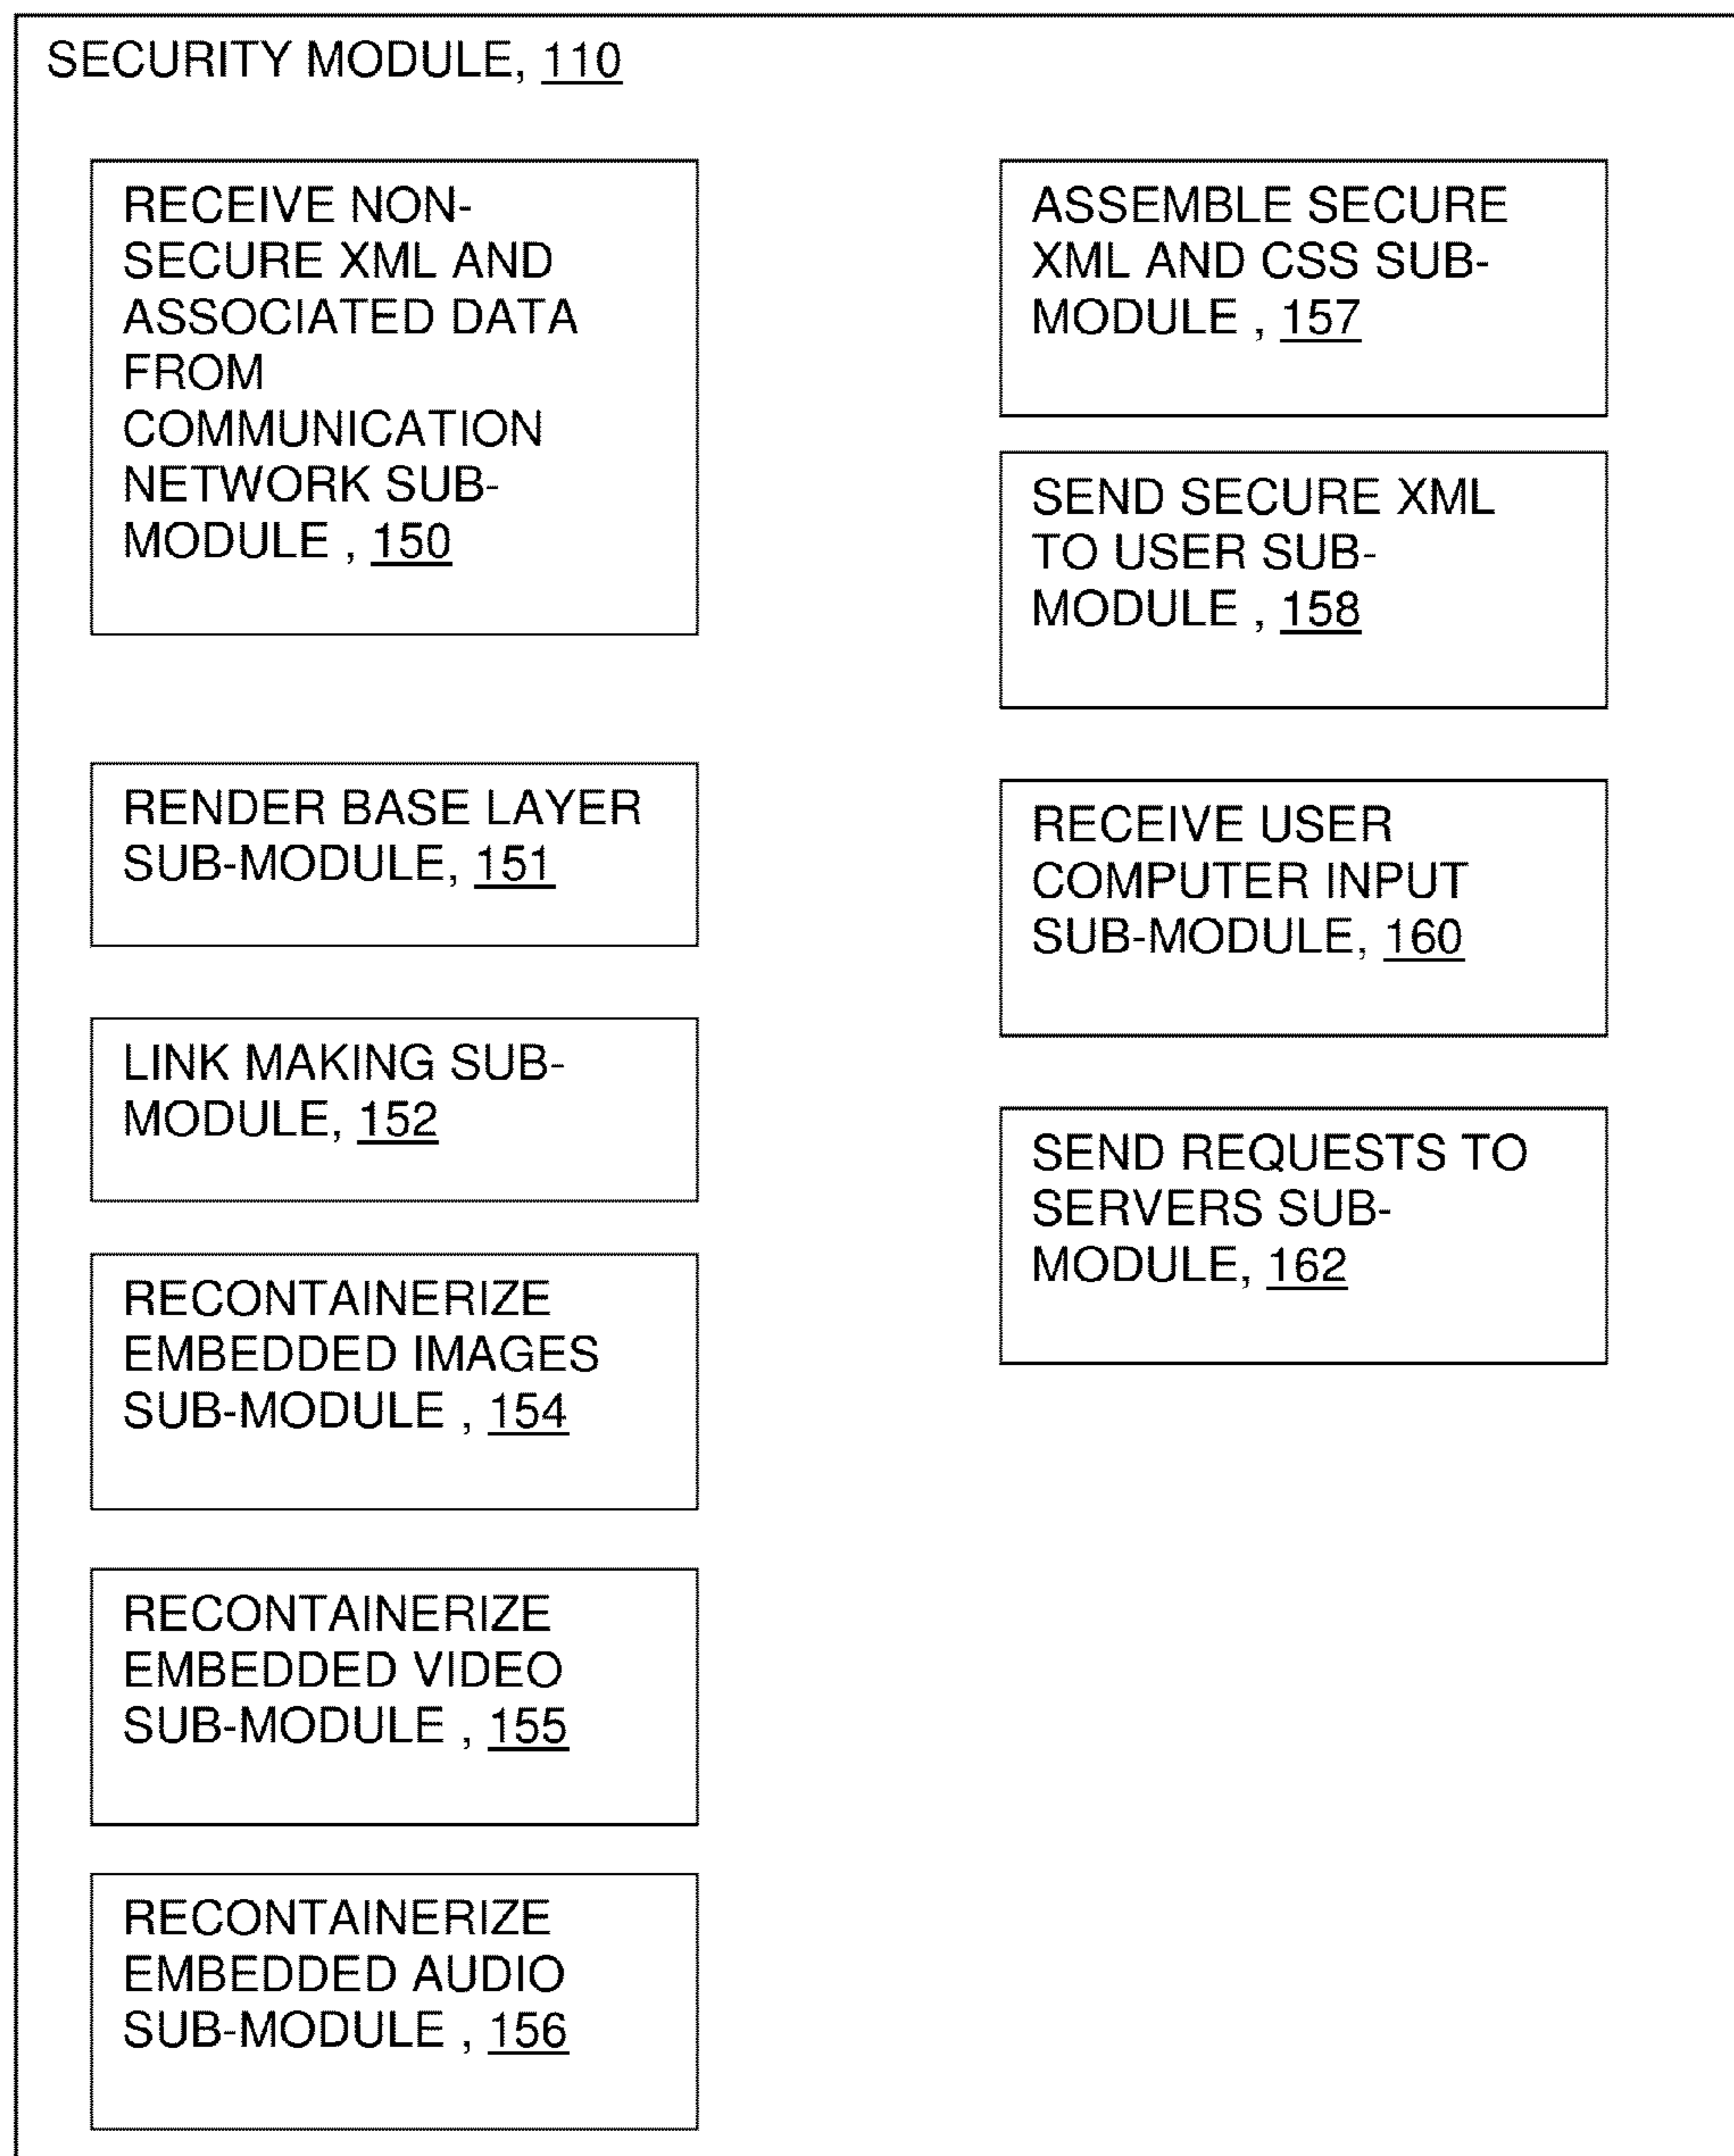 SECURITY MODULE, 110
RECEIVE NON-
SECURE XML AND
ASSOCIATED DATA
FROM
COMMUNICATION
NETWORK SUB-
MODULE , 150
RENDER BASE LAYER
SUB-MODULE, 151
LINK MAKING SUB-
MODULE, 152
RECONTAINERIZE
EMBEDDED IMAGES
SUB-MODULE , 154
RECONTAINERIZE
EMBEDDED VIDEO
SUB-MODULE , 155
RECONTAINERIZE
EMBEDDED AUDIO
SUB-MODULE , 156
ASSEMBLE SECURE
XML AND CSS SUB-
MODULE , 157
SEND SECURE XML
TO USER SUB-
MODULE , 158
RECEIVE USER
COMPUTER INPUT
SUB-MODULE, 160
SEND REQUESTS TO
SERVERS SUB-
MODULE, 162